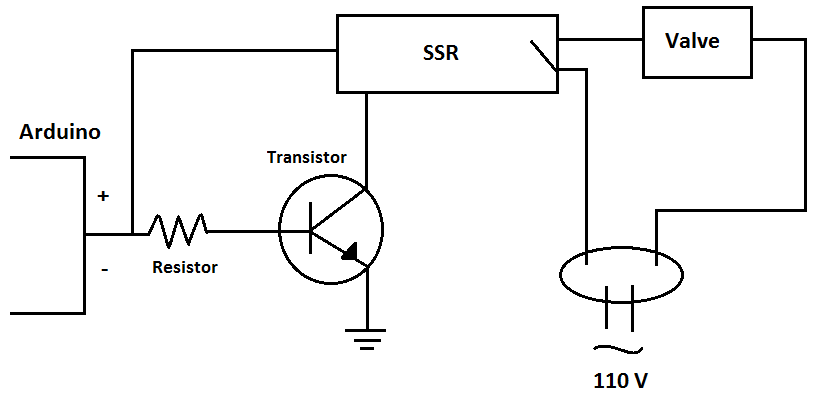 SSR
Valve
Arduino
Transistor
+
-
Resistor
110 V